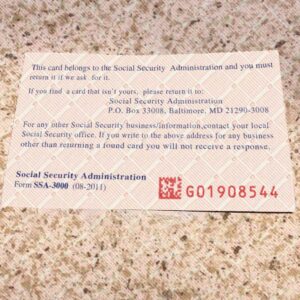 This card belongs to the Social Security Administration and you must
return it if we ask for it.
If you find a card that isn't yours, please return it to:
Social Security Administration
P.O. Box 33008, Baltimore, MD 21290-3008
For any other Social Security business/information,contact your local
Social Security office. If you write to the above address for any business
other than returning a found card you will not receive a response.
Social Security Administration
Form SSA-3000 (08-2011)
G01908544